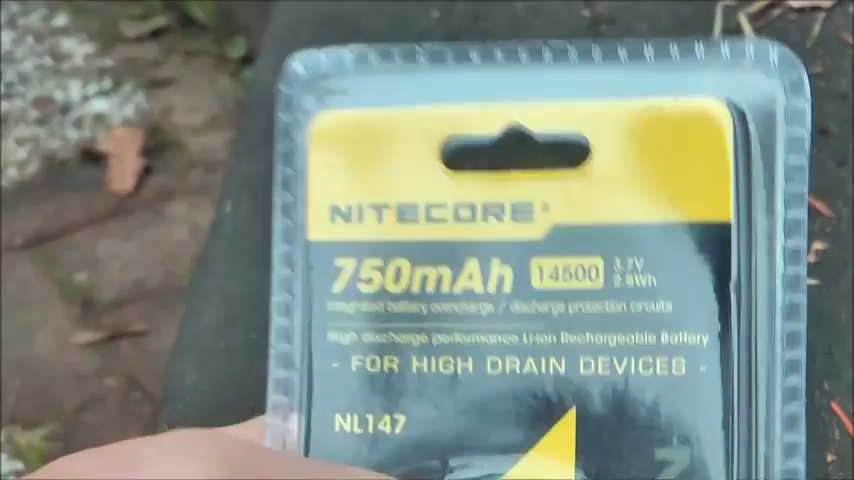 NITECORE
750mAh 14500 3.7V
2.8Wh
Integrated battery overcharge / discharge protection circuits
High discharge performance Li-ion Rechargeable Battery
- FOR HIGH DRAIN DEVICES -
NL147